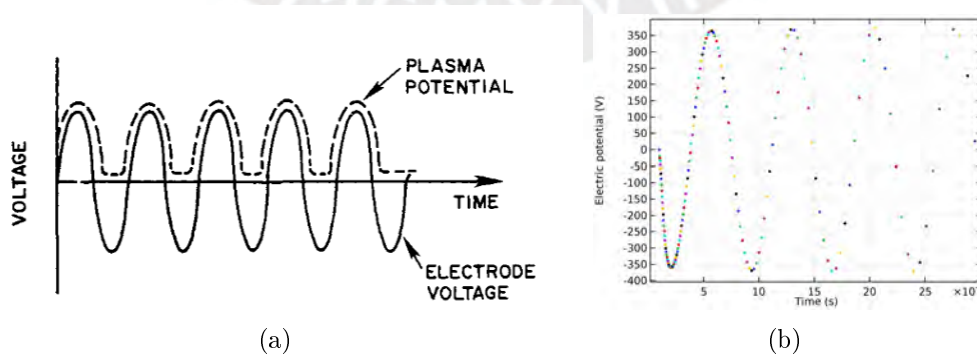 PLASMA
POTENTIAL
VOLTAGE
TIME
ELECTRODE
VOLTAGE
(a)
Electric potential (V)
350
300
250
200
150
100
50
0
-50
-100
-150
-200
-250
-300
-350
-400
5
10
15
20
25
Time (s)
(b)